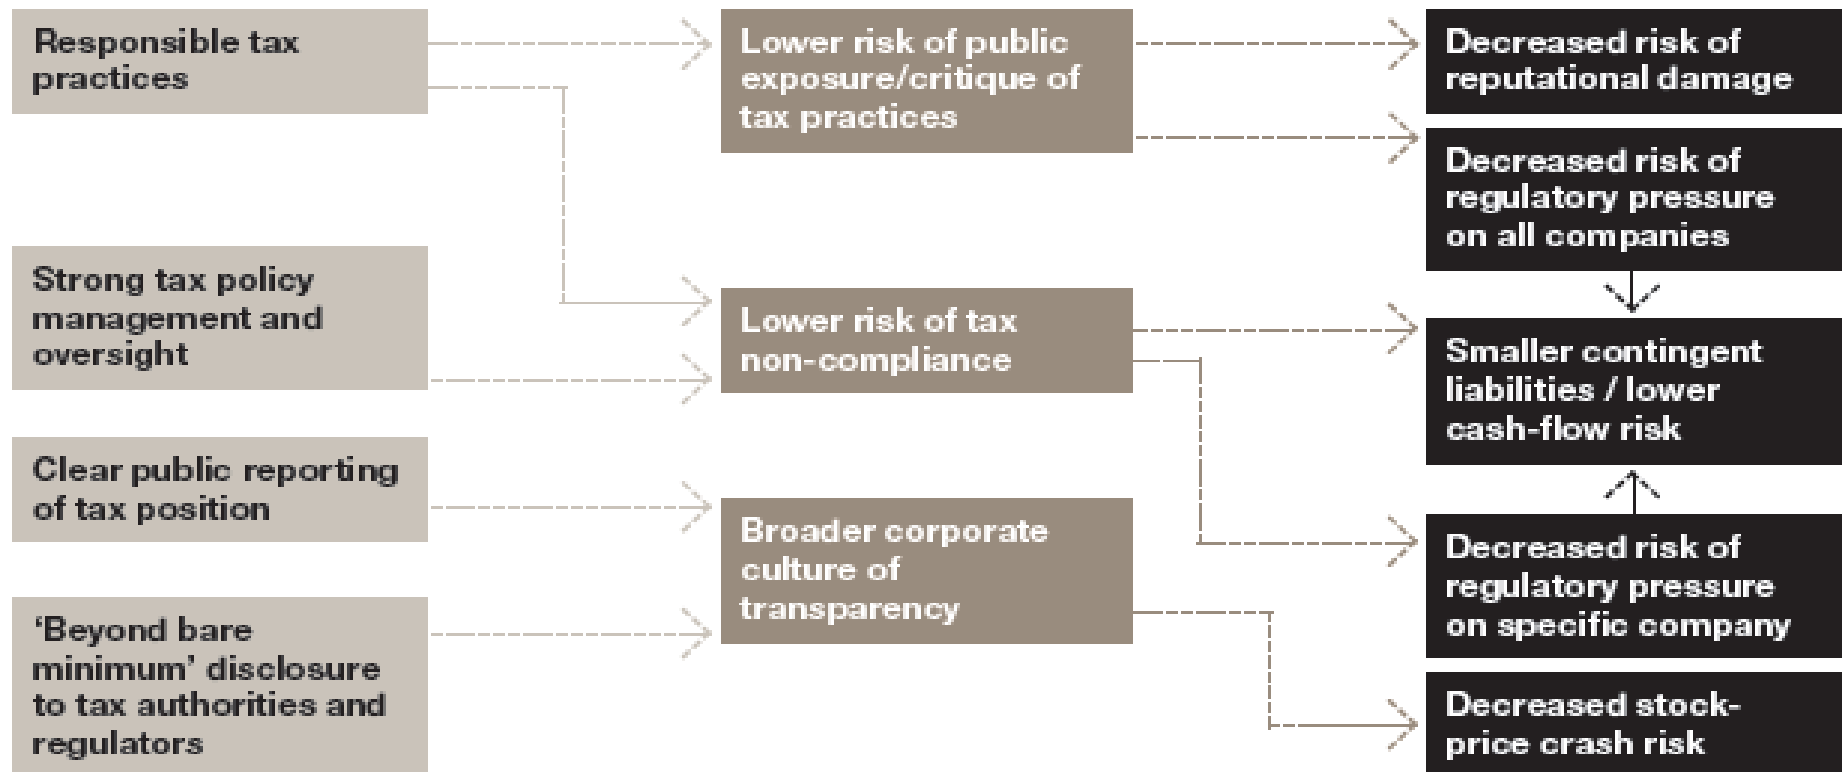 Responsible tax
practices
Strong tax policy
management and
oversight
Clear public reporting
of tax position
‘Beyond bare
minimum’ disclosure
to tax authorities and
regulators
Lower risk of public
exposure/critique of
tax practices
Lower risk of tax
non-compliance
Broader corporate
culture of
transparency
Decreased risk of
reputational damage
Decreased risk of
regulatory pressure
on all companies
Smaller contingent
liabilities / lower
cash-flow risk
Decreased risk of
regulatory pressure
on specific company
Decreased stock-
price crash risk